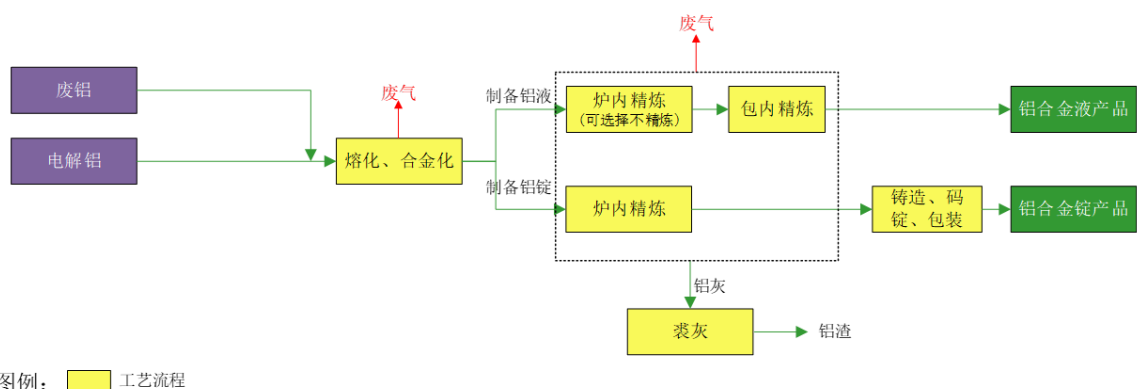 废气
废铝
废气
制备铝液
炉内精炼
(可选择不精炼)
包内精炼
铝合金液产品
电解铝
熔化、合金化
制备铝锭
炉内精炼
铸造、码
锭、包装
铝合金锭产品
铝灰
裘灰
铝渣
图例：
工艺流程